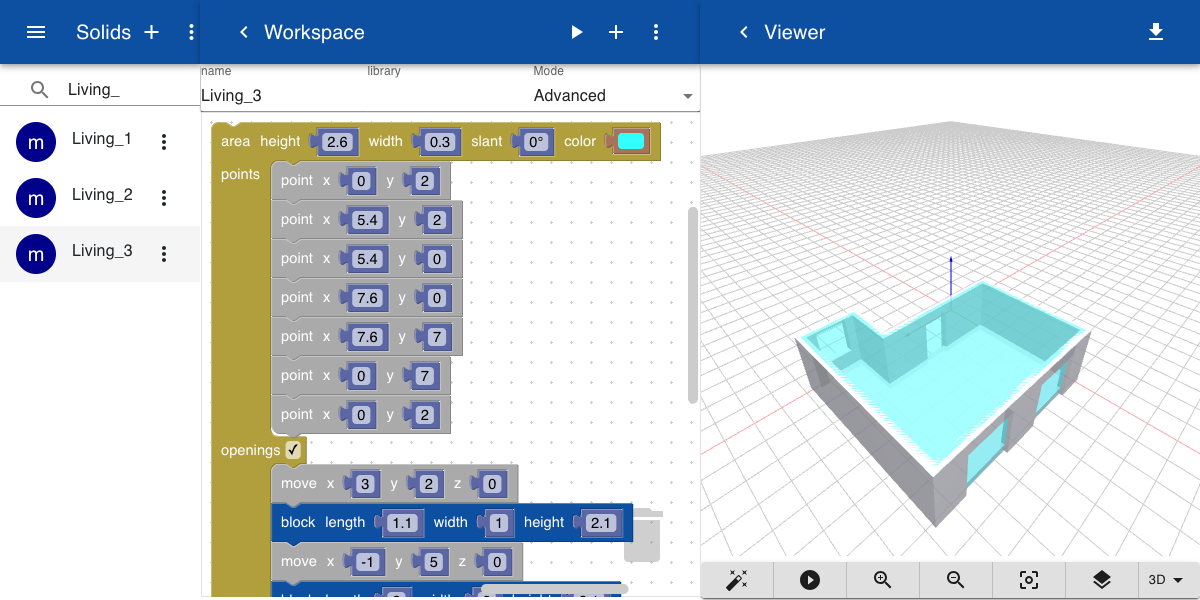 Solids
Workspace
Viewer
Living_
m Living_1
m Living_2
m Living_3
name library Mode
Living_3 Advanced
area height 2.6 width 0.3 slant 0° color
points point x 0 y 2
point x 5.4 y 2
point x 5.4 y 0
point x 7.6 y 0
point x 7.6 y 7
point x 0 y 7
point x 0 y 2
openings ✓
move x 3 y 2 z 0
block length 1.1 width 1 height 2.1
move x -1 y 5 z 0
3D